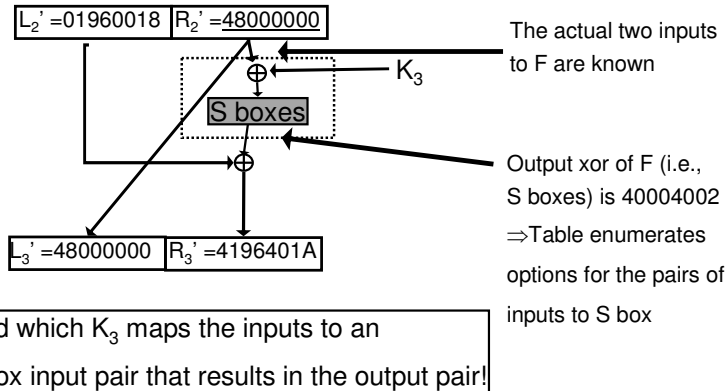 L₂’ =01960018 R₂’ =48000000
The actual two inputs
to F are known
K₃
S boxes
Output xor of F (i.e.,
S boxes) is 40004002
⇒Table enumerates
options for the pairs of
inputs to S box
L₃’ =48000000 R₃’ =4196401A
which K₃ maps the inputs to an
input pair that results in the output pair!